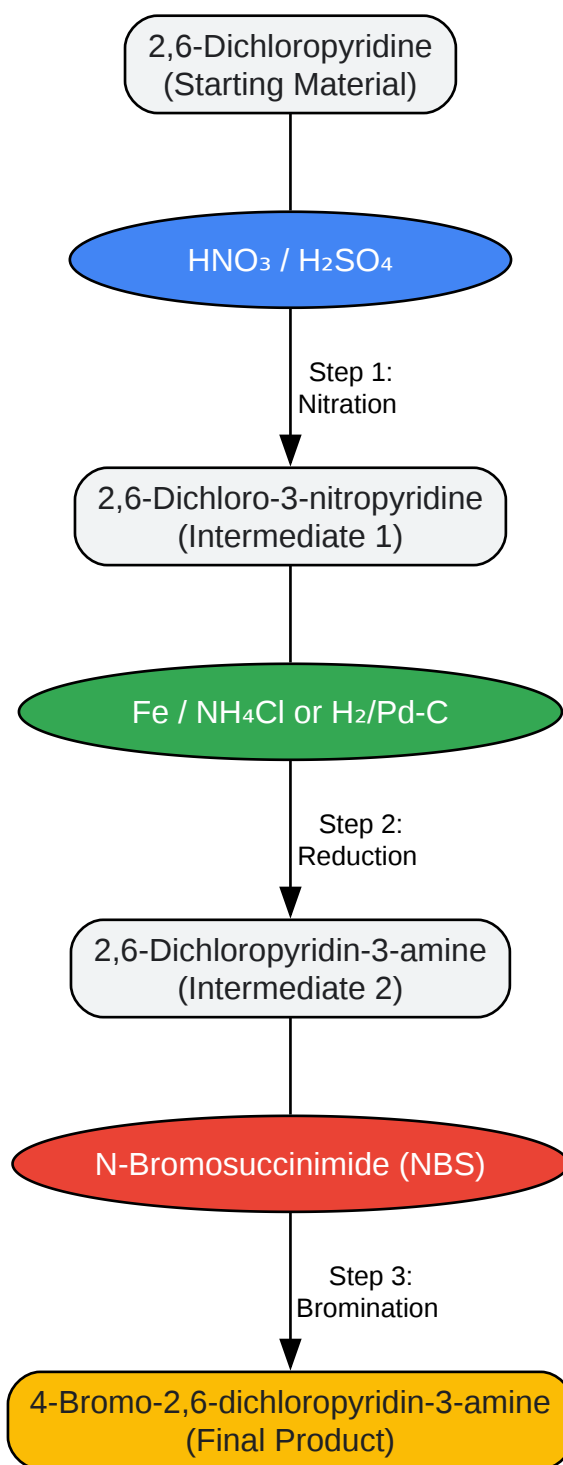 2,6-Dichloropyridine
(Starting Material)
HNO₃ / H₂SO₄
Step 1:
Nitration
2,6-Dichloro-3-nitropyridine
(Intermediate 1)
Fe / NH₄Cl or H₂/Pd-C
Step 2:
Reduction
2,6-Dichloropyridin-3-amine
(Intermediate 2)
N-Bromosuccinimide (NBS)
Step 3:
Bromination
4-Bromo-2,6-dichloropyridin-3-amine
(Final Product)